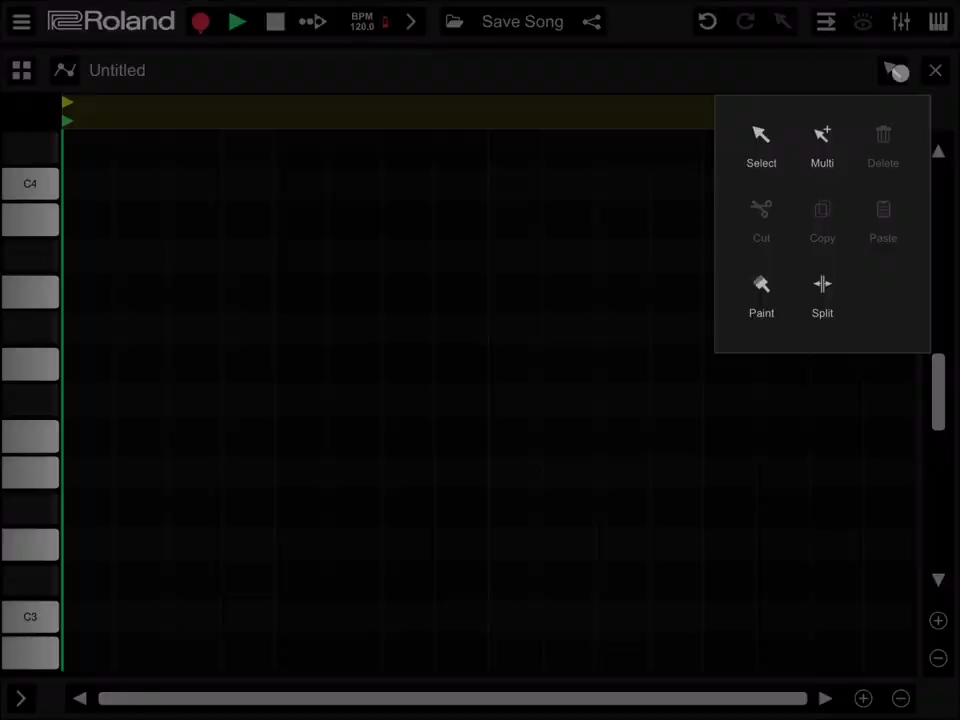 Roland
BPM
120.0
Save Song
Untitled
Select
Multi
Delete
Cut
Copy
Paste
Paint
Split
C4
C3